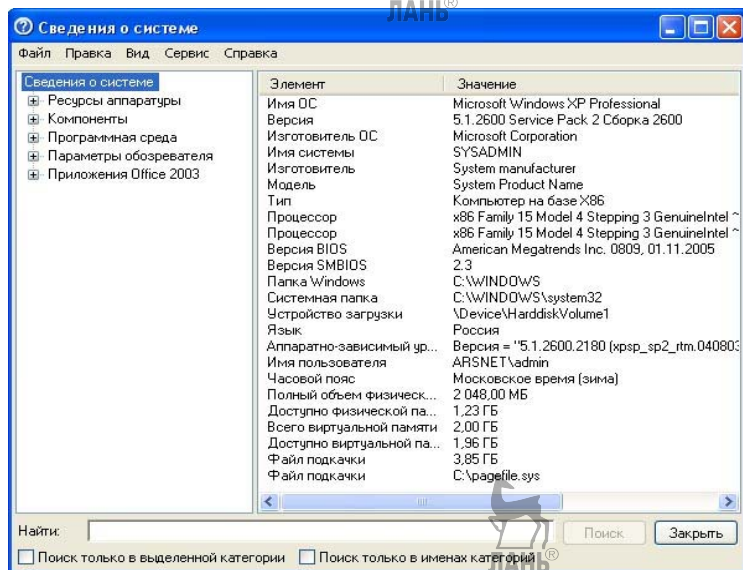 ЛАНЬ®
Сведения о системе
Файл Правка Вид Сервис Справка
Сведения о системе
Ресурсы аппаратуры
Компоненты
Программная среда
Параметры обозревателя
Приложения Office 2003
Элемент Значение
Имя ОС Microsoft Windows XP Professional
Версия 5.1.2600 Service Pack 2 Сборка 2600
Изготовитель ОС Microsoft Corporation
Имя системы SYSADMIN
Изготовитель System manufacturer
Модель System Product Name
Тип Компьютер на базе X86
Процессор x86 Family 15 Model 4 Stepping 3 GenuineIntel ~
Процессор x86 Family 15 Model 4 Stepping 3 GenuineIntel ~
Версия BIOS American Megatrends Inc. 0809, 01.11.2005
Версия SMBIOS 2.3
Папка Windows C:\WINDOWS
Системная папка C:\WINDOWS\system32
Устройство загрузки \Device\HarddiskVolume1
Язык Россия
Аппаратно-зависимый ур... Версия = "5.1.2600.2180 (xpsp_sp2_rtm.040803
Имя пользователя ARSNET\admin
Часовой пояс Московское время (зима)
Полный объем физическ... 2 048,00 МБ
Доступно физической па... 1,23 ГБ
Всего виртуальной памяти 2,00 ГБ
Доступно виртуальной па... 1,96 ГБ
Файл подкачки 3,85 ГБ
Файл подкачки C:\pagefile.sys
Найти: Поиск Закрыть
Поиск только в выделенной категории Поиск только в именах категорий
ЛАНЬ®